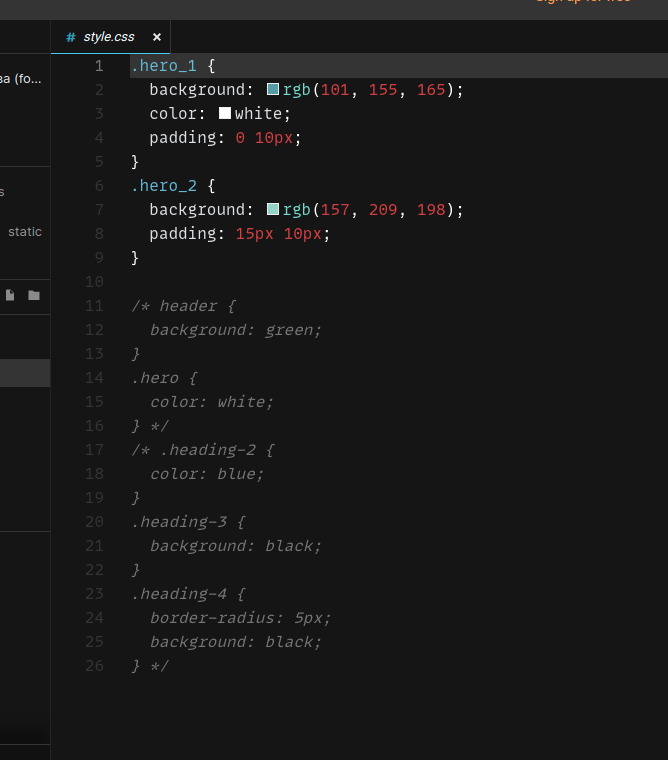 # style.css ×
ва (fo...
s
static
1 .hero_1 {
2   background: rgb(101, 155, 165);
3   color: white;
4   padding: 0 10px;
5 }
6 .hero_2 {
7   background: rgb(157, 209, 198);
8   padding: 15px 10px;
9 }
10
11 /* header {
12   background: green;
13 }
14 .hero {
15   color: white;
16 } */
17 /* .heading-2 {
18   color: blue;
19 }
20 .heading-3 {
21   background: black;
22 }
23 .heading-4 {
24   border-radius: 5px;
25   background: black;
26 } */